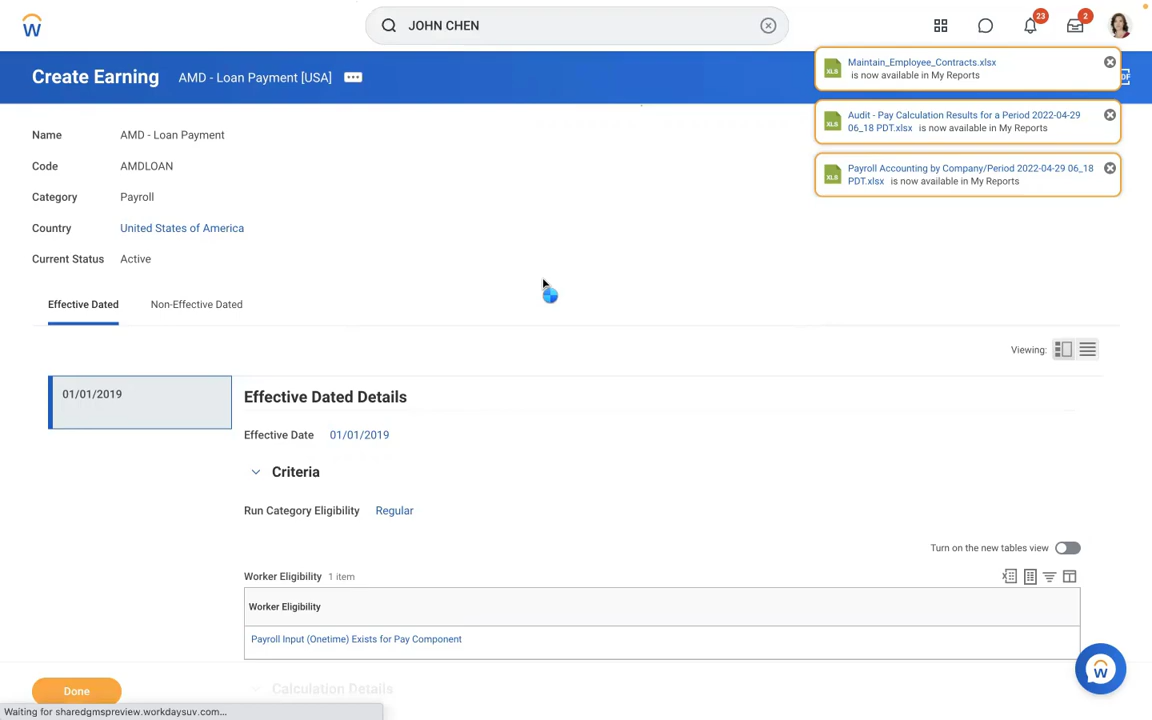 JOHN CHEN
23
2
Create Earning AMD - Loan Payment [USA]
Maintain_Employee_Contracts.xlsx
is now available in My Reports
Audit - Pay Calculation Results for a Period 2022-04-29
06_18 PDT.xlsx is now available in My Reports
Payroll Accounting by Company/Period 2022-04-29 06_18
PDT.xlsx is now available in My Reports
XLS
XLS
XLS
Name AMD - Loan Payment
Code AMDLOAN
Category Payroll
Country United States of America
Current Status Active
Effective Dated Non-Effective Dated
Viewing:
01/01/2019
Effective Dated Details
Effective Date 01/01/2019
Criteria
Run Category Eligibility Regular
Turn on the new tables view
Worker Eligibility 1 item
Worker Eligibility
Payroll Input (Onetime) Exists for Pay Component
Calculation Details
Done
Waiting for sharedgmspreview.workdaysuv.com...